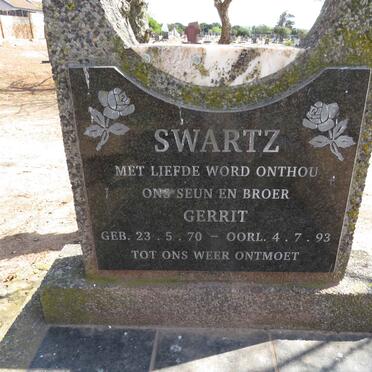 SWARTZ
MET LIEFDE WORD ONTHOU
ONS SEUN EN BROER
GERRIT
GEB. 23.5.70 – OORL. 4.7.93
TOT ONS WEER ONTMOET